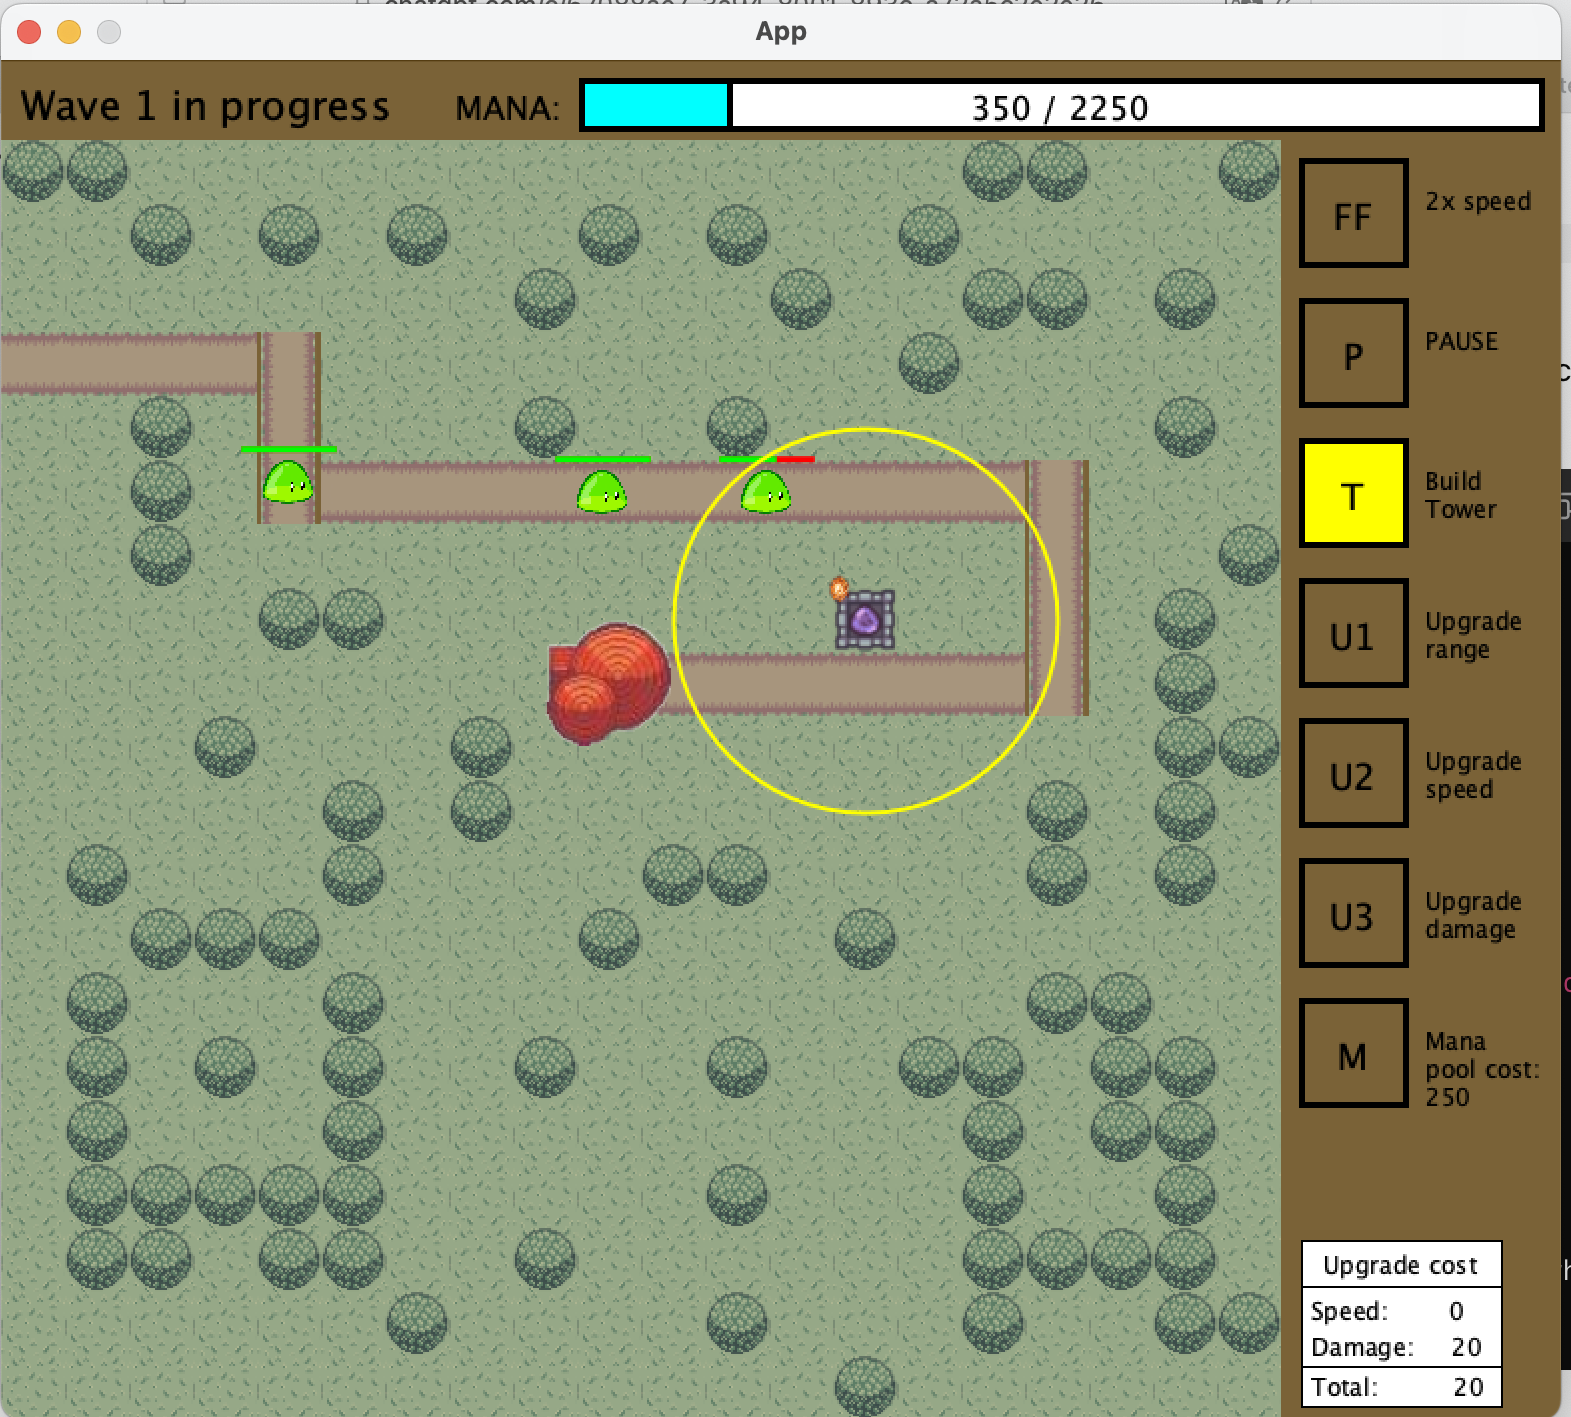 App
Wave 1 in progress MANA: 350 / 2250
FF 2x speed
P PAUSE
T Build
Tower
U1 Upgrade
range
U2 Upgrade
speed
U3 Upgrade
damage
M Mana
pool cost:
250
Upgrade cost
Speed: 0
Damage: 20
Total: 20